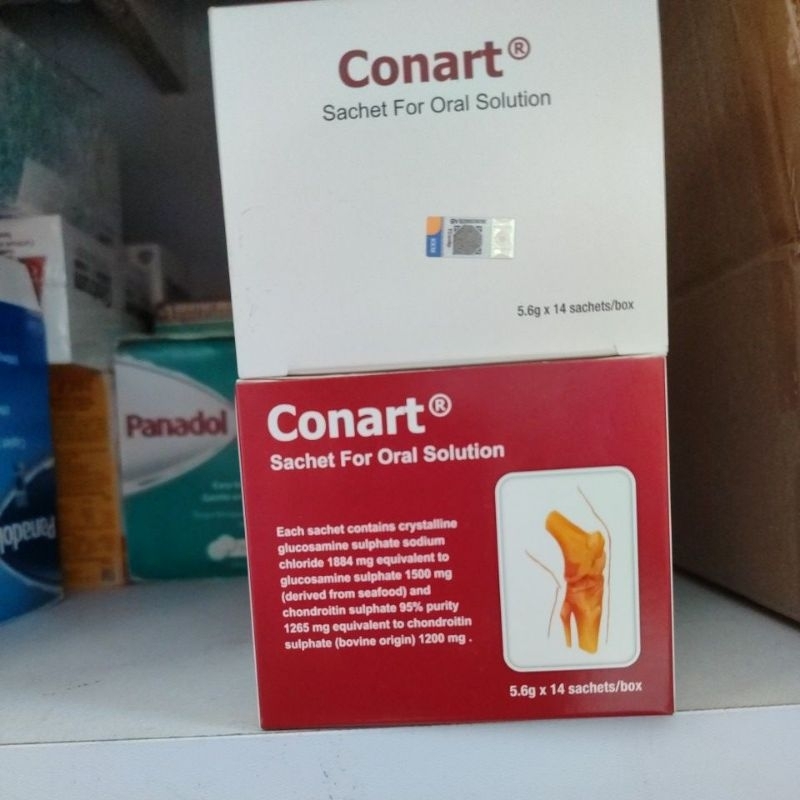 Conart®
Sachet For Oral Solution
5.6g x 14 sachets/box
Conart®
Sachet For Oral Solution
Each sachet contains crystalline
glucosamine sulphate sodium
chloride 1884 mg equivalent to
glucosamine sulphate 1500 mg
(derived from seafood) and
chondroitin sulphate 95% purity
1265 mg equivalent to chondroitin
sulphate (bovine origin) 1200 mg .
5.6g x 14 sachets/box
Panadol
Panadol